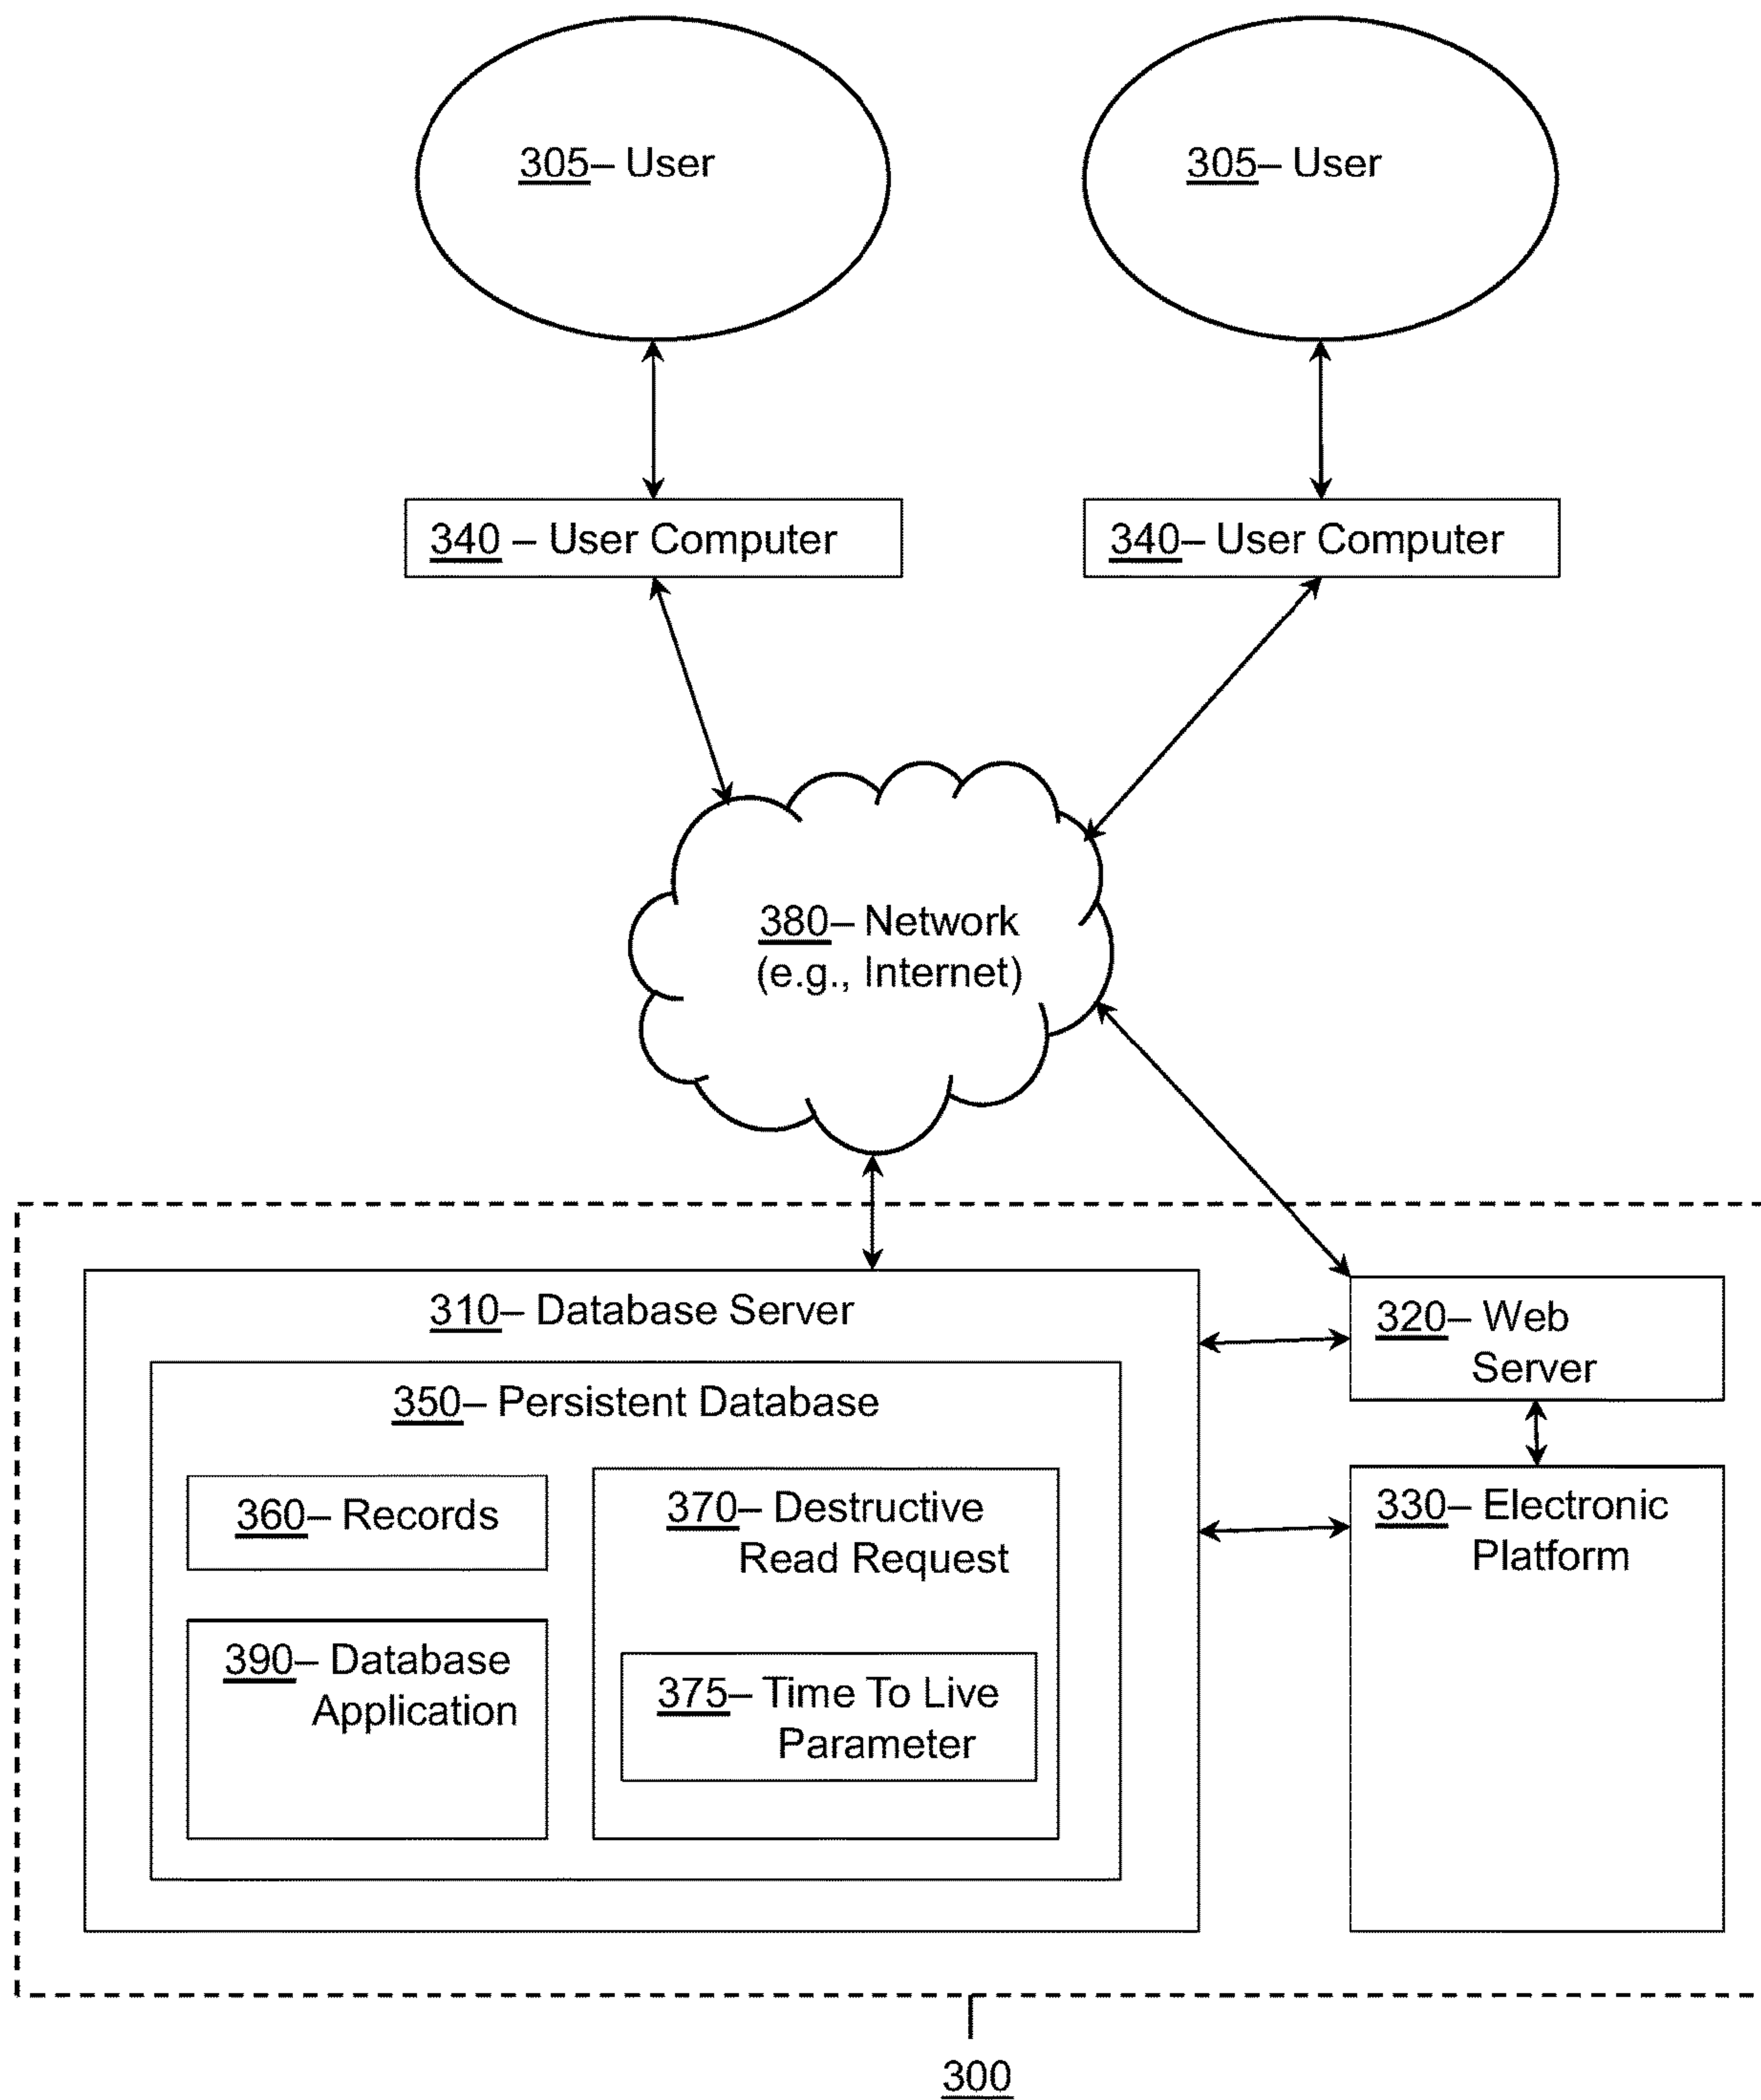 305– User
305– User
340 – User Computer
340– User Computer
380– Network
(e.g., Internet)
310– Database Server
350– Persistent Database
360– Records
390– Database
Application
370– Destructive
Read Request
375– Time To Live
Parameter
320– Web
Server
330– Electronic
Platform
300